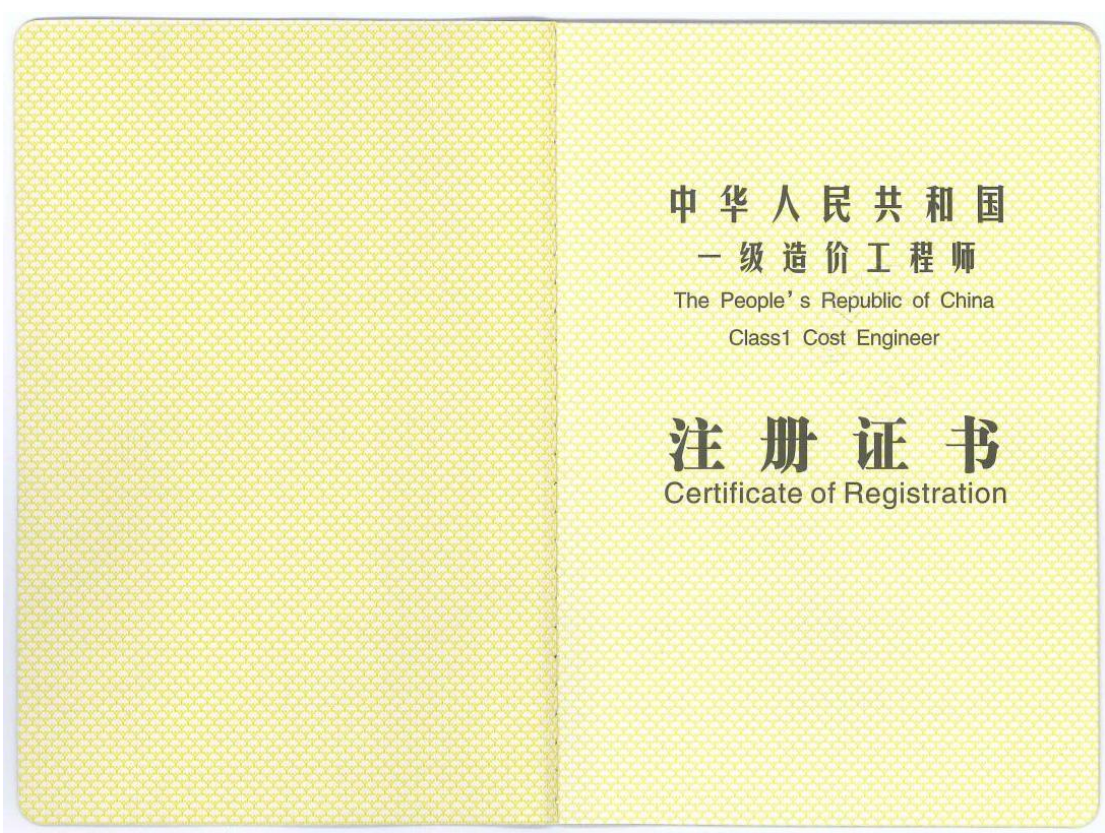 中华人民共和国
一级造价工程师
The People's Republic of China
Class1 Cost Engineer
注册证书
Certificate of Registration